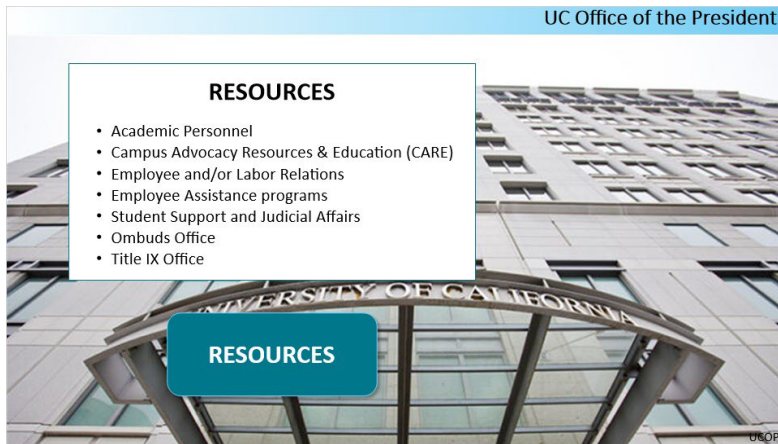 UC Office of the President
RESOURCES
• Academic Personnel
• Campus Advocacy Resources & Education (CARE)
• Employee and/or Labor Relations
• Employee Assistance programs
• Student Support and Judicial Affairs
• Ombuds Office
• Title IX Office
UNIVERSITY OF CALIFORNIA
RESOURCES
UCOP